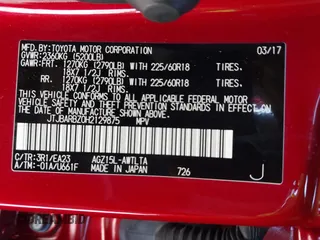 MFD. BY:TOYOTA MOTOR CORPORATION 03/17
GVWR:2360KG (5200LB)
GAWR:FRT. 1270KG (2790LB) WITH 225/60R18 TIRES.
18X7 1/2J RIMS.
RR. 1270KG (2790LB) WITH 225/60R18 TIRES.
18X7 1/2J RIMS.
THIS VEHICLE CONFORMS TO ALL APPLICABLE
FEDERAL MOTOR VEHICLE SAFETY AND THEFT
PREVENTION STANDARDS IN EFFECT ON
THE DATE OF MANUFACTURE SHOWN ABOVE.
JTJBARBZ0H2129875 MPV
C/TR:3R1/EA23 AGZ15L-AWTLTA
A/TM:-01A/U661F MADE IN JAPAN 726 J